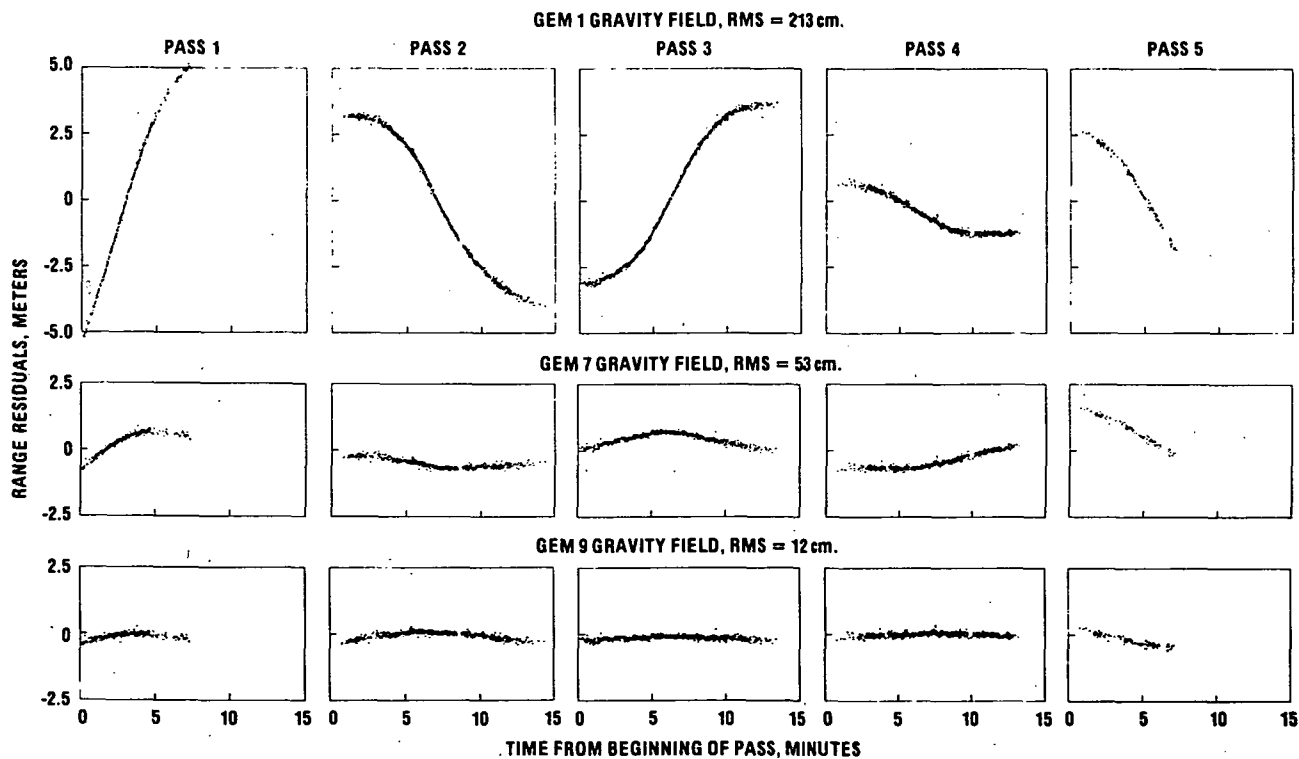 GEM 1 GRAVITY FIELD, RMS = 213 cm.
PASS 1 PASS 2 PASS 3 PASS 4 PASS 5
5.0
2.5
0
-2.5
-5.0
RANGE RESIDUALS, METERS
GEM 7 GRAVITY FIELD, RMS = 53 cm.
2.5
0
-2.5
GEM 9 GRAVITY FIELD, RMS = 12 cm.
2.5
0
-2.5
0 5 10 15 0 5 10 15 0 5 10 15 0 5 10 15 0 5 10 15
TIME FROM BEGINNING OF PASS, MINUTES